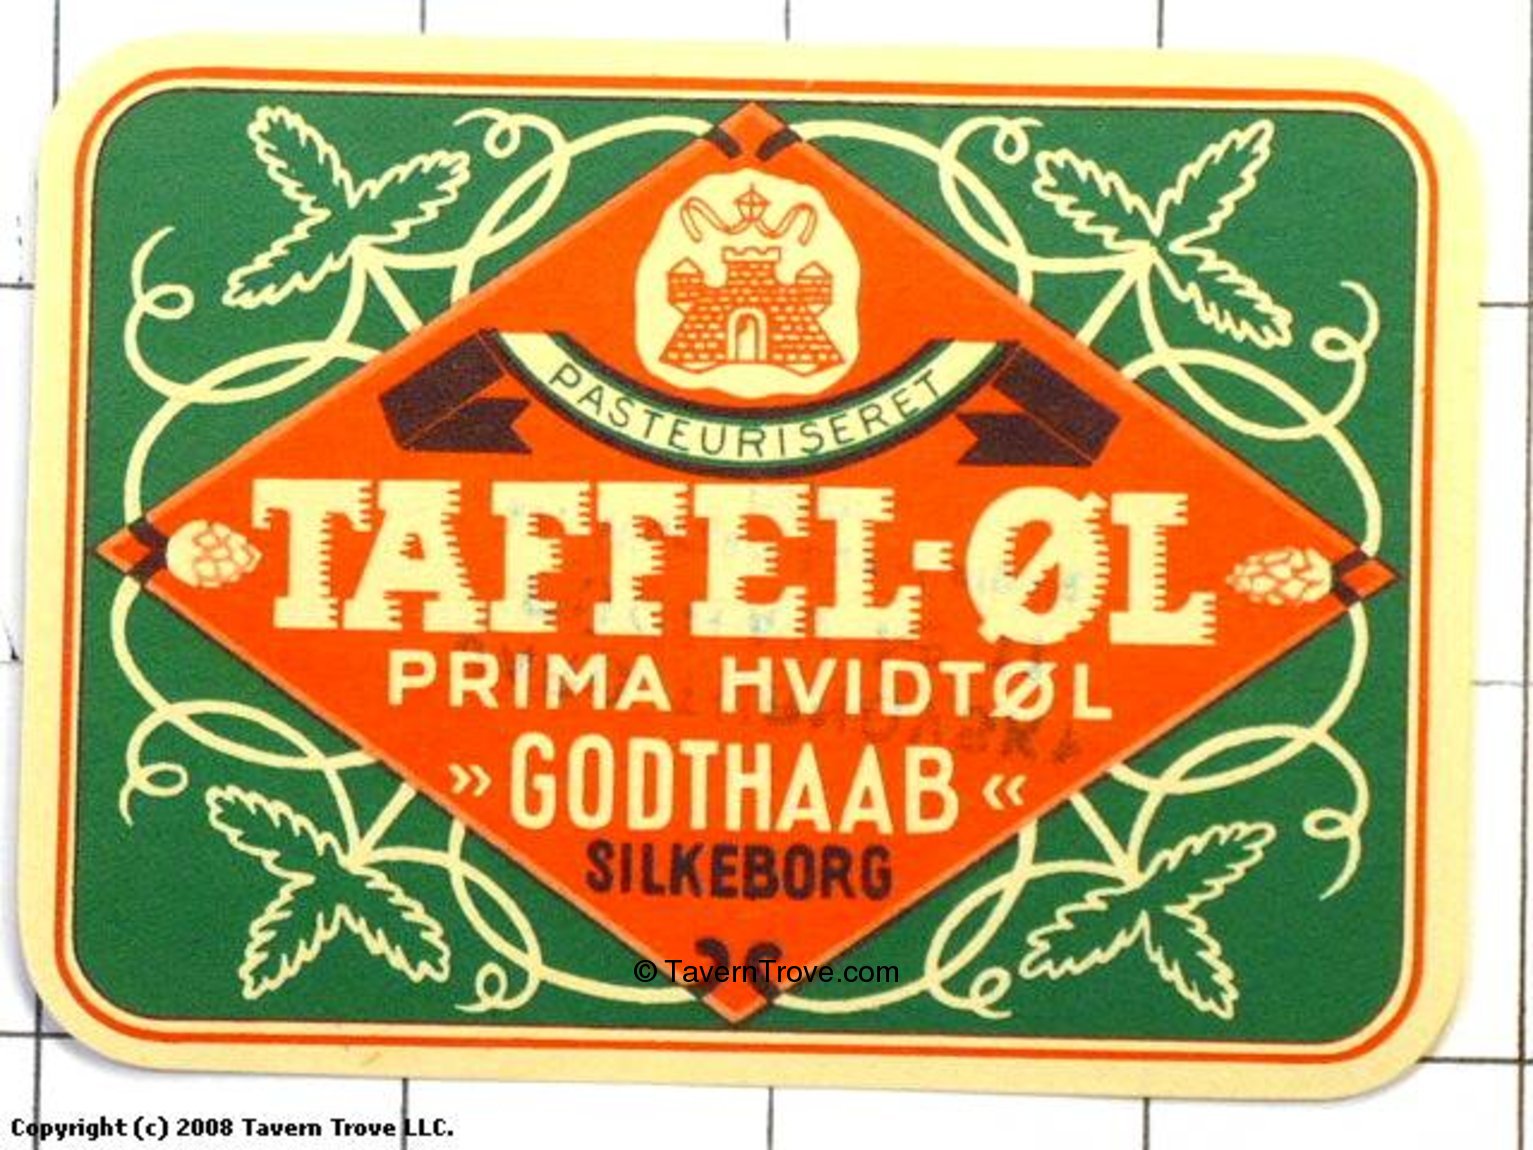 PASTEURISERET
TAFFEL-ØL
PRIMA HVIDTØL
»GODTHAAB«
SILKEBORG
© TavernTrove.com
Copyright (c) 2008 Tavern Trove LLC.